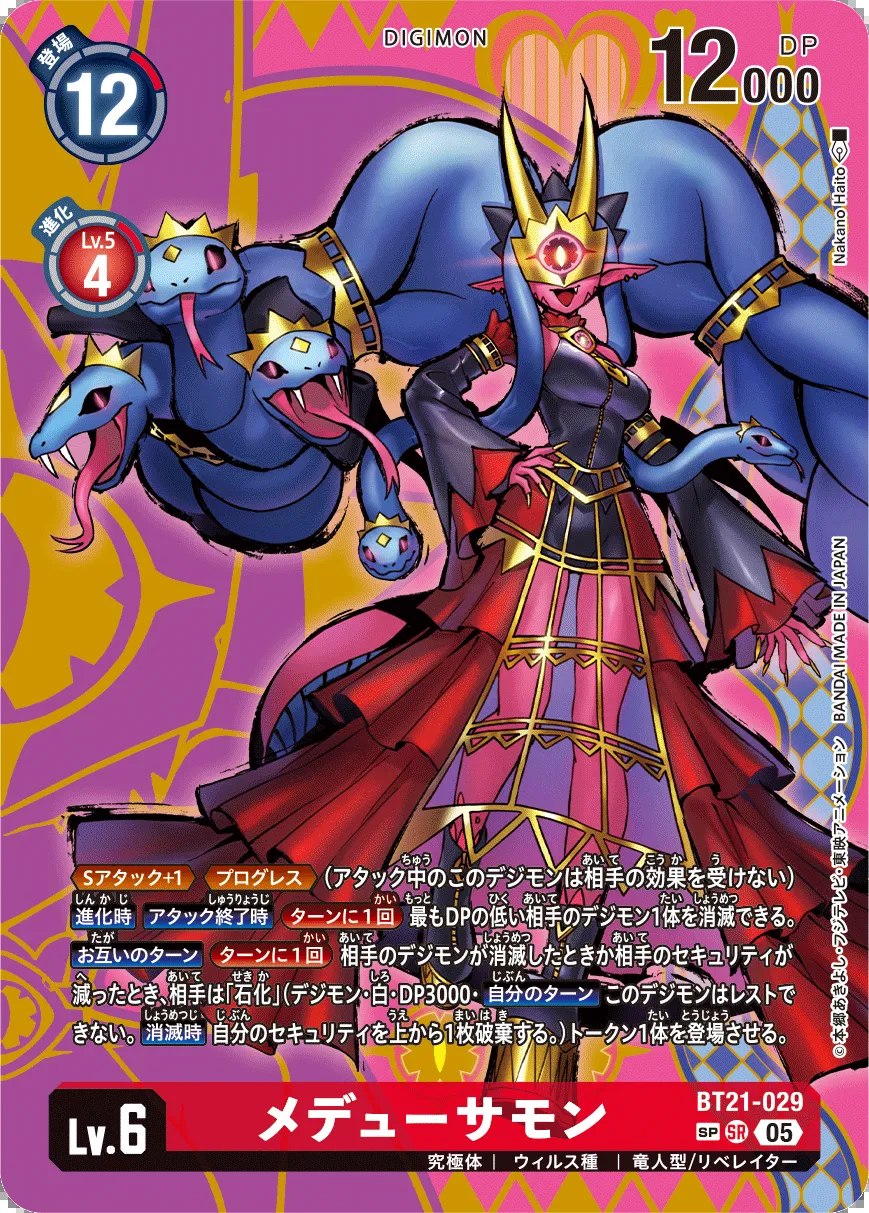 登場
12
DIGIMON
12000
DP
進化
Lv.5
4
Nakano Haito
Sアタック+1 プログレス (アタック中のこのデジモンは相手の効果を受けない)
進化時 アタック終了時 ターンに1回 最もDPの低い相手のデジモン1体を消滅できる。
お互いのターン ターンに1回 相手のデジモンが消滅したときか相手のセキュリティが
減ったとき、相手は「石化」(デジモン・白・DP3000・ 自分のターン このデジモンはレストで
きない。 消滅時 自分のセキュリティを上から1枚破棄する。)トークン1体を登場させる。
©本郷あきよし・フジテレビ・東映アニメーション BANDAI MADE IN JAPAN
Lv.6
メデューサモン
BT21-029
SP SR 05
究極体 | ウィルス種 | 竜人型/リベレイター